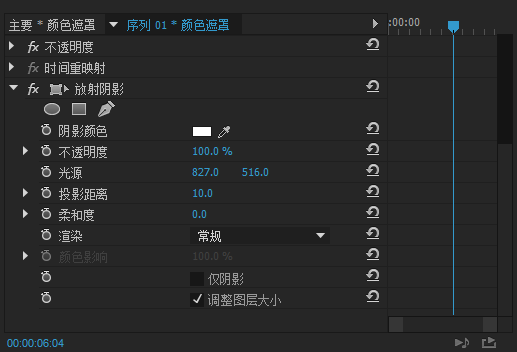 主要 * 颜色遮罩 序列 01 * 颜色遮罩 :00:00
fx 不透明度
fx 时间重映射
fx 放射阴影
阴影颜色
不透明度 100.0 %
光源 827.0 516.0
投影距离 10.0
柔和度 0.0
渲染 常规
颜色影响 100.0 %
仅阴影
调整图层大小
00:00:06:04